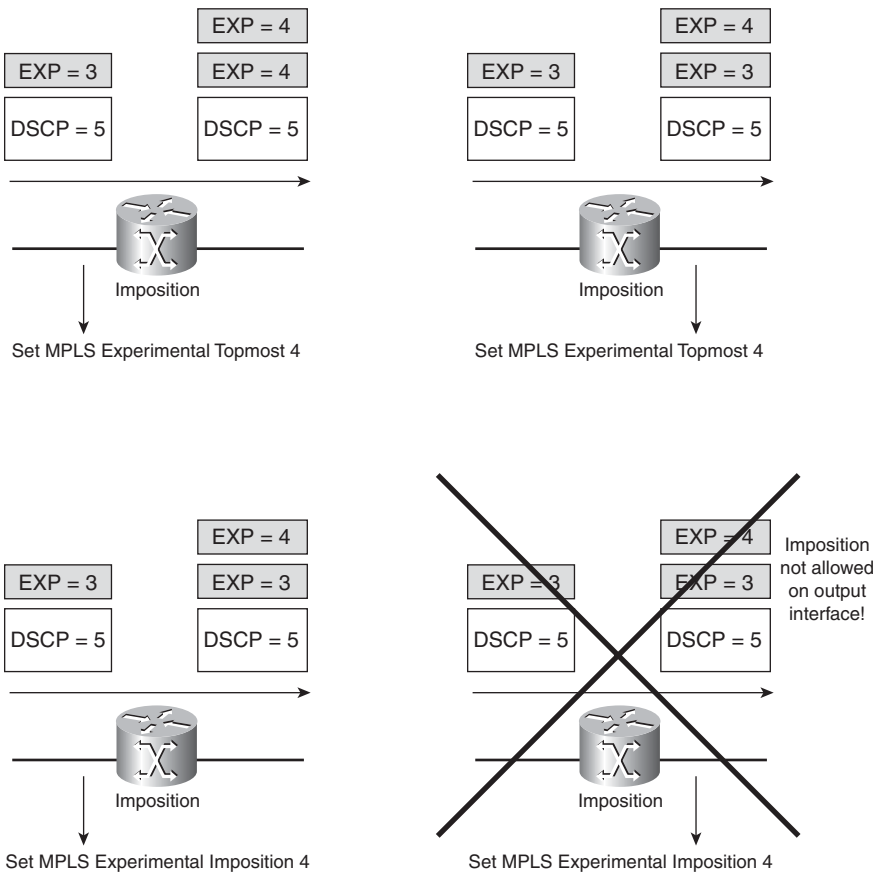 EXP = 4
EXP = 3
EXP = 4
DSCP = 5
DSCP = 5
Imposition
Set MPLS Experimental Topmost 4
EXP = 4
EXP = 3
EXP = 3
DSCP = 5
DSCP = 5
Imposition
Set MPLS Experimental Topmost 4
EXP = 4
EXP = 3
EXP = 3
DSCP = 5
DSCP = 5
Imposition
Set MPLS Experimental Imposition 4
EXP = 4
EXP = 3
EXP = 3
DSCP = 5
DSCP = 5
Imposition
not allowed
on output
interface!
Imposition
Set MPLS Experimental Imposition 4